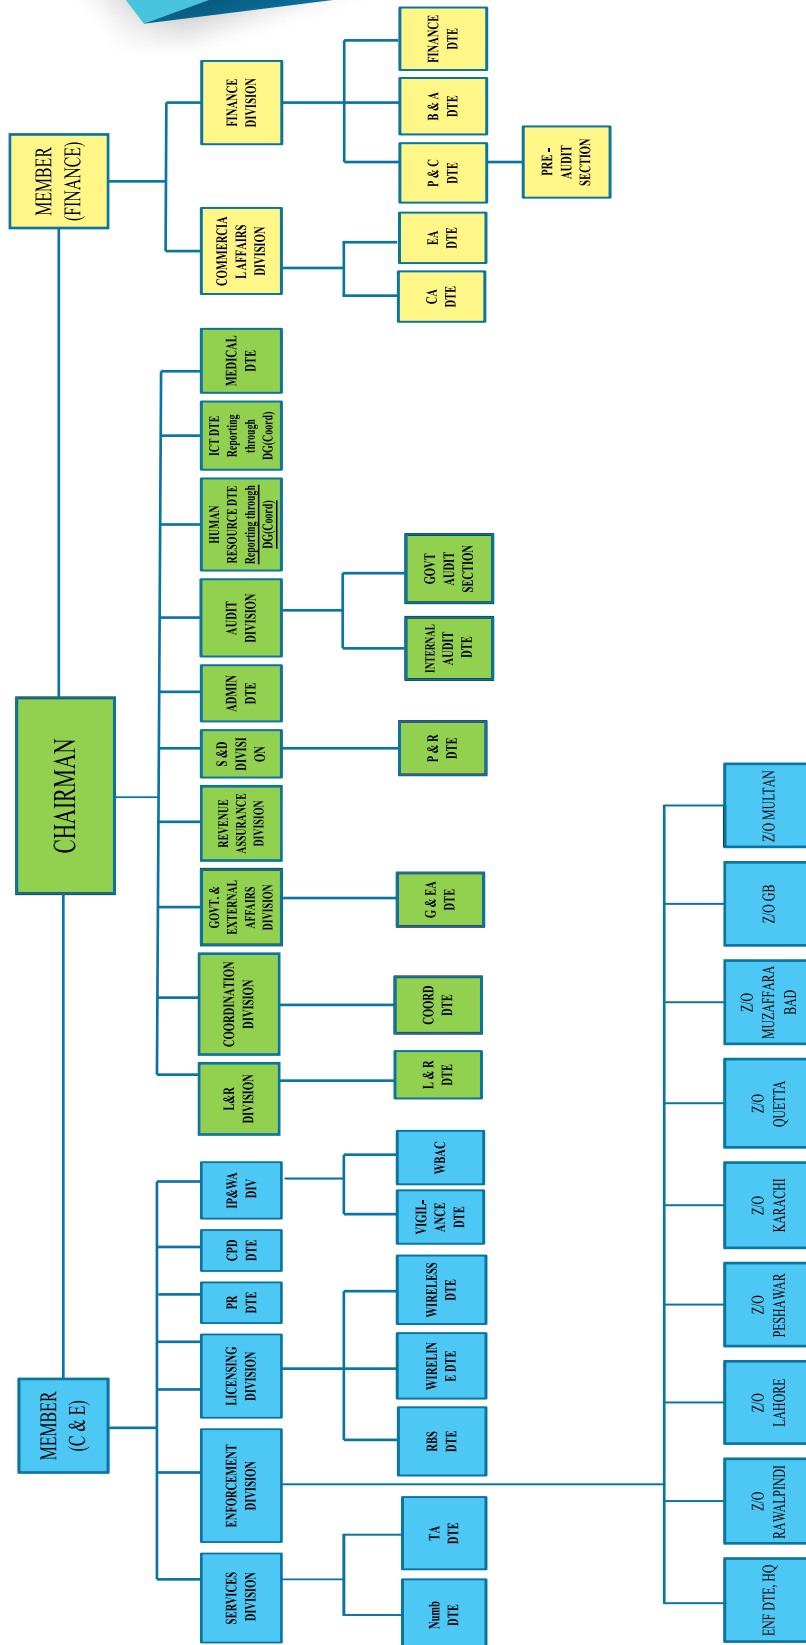 CHAIRMAN
MEMBER
(C & E)
MEMBER
(FINANCE)
SERVICES
DIVISION
ENFORCEMENT
DIVISION
LICENSING
DIVISION
PR
DTE
CPD
DTE
IP&WA
DIV
L&R
DIVISION
COORDINATION
DIVISION
GOVT. &
EXTERNAL
AFFAIRS
DIVISION
REVENUE
ASSURANCE
DIVISION
S &D
DIVISI
ON
ADMIN
DTE
AUDIT
DIVISION
HUMAN
RESOURCE DTE
Reporting through
DG(Coord)
ICT DTE
Reporting
through
DG(Coord)
MEDICAL
DTE
COMMERCIA
LAFFAIRS
DIVISION
FINANCE
DIVISION
Numb
DTE
TA
DTE
RBS
DTE
WIRELIN
E DTE
WIRELESS
DTE
VIGIL-
ANCE
DTE
WBAC
L & R
DTE
COORD
DTE
G & EA
DTE
P & R
DTE
INTERNAL
AUDIT
DTE
GOVT
AUDIT
SECTION
CA
DTE
EA
DTE
P & C
DTE
B & A
DTE
FINANCE
DTE
PRE -
AUDIT
SECTION
ENF DTE, HQ
Z/O
RAWALPINDI
Z/O
LAHORE
Z/O
PESHAWAR
Z/O
KARACHI
Z/O
QUETTA
Z/O
MUZAFFARA
BAD
Z/O GB
Z/O MULTAN